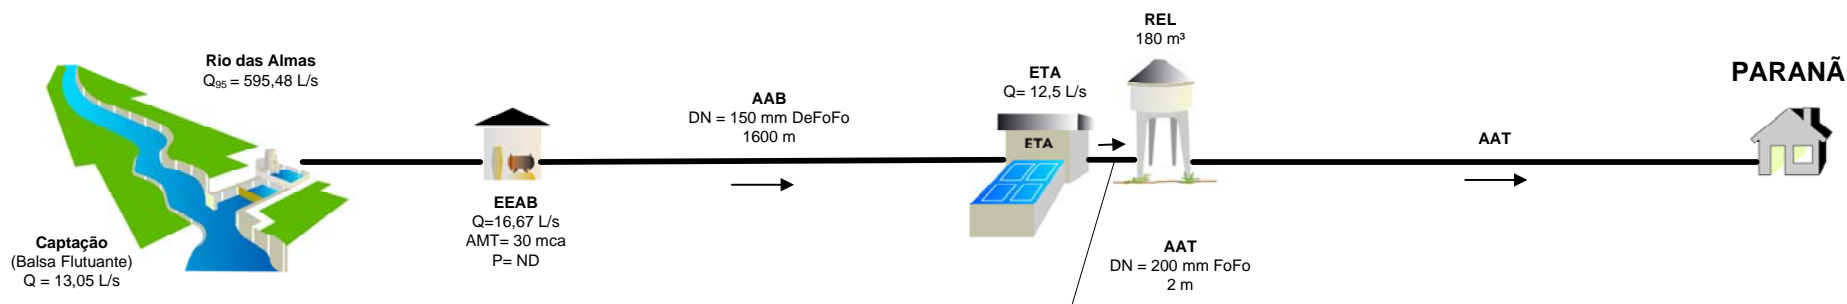 Rio das Almas
Q95 = 595,48 L/s
Captação
(Balsa Flutuante)
Q = 13,05 L/s
EEAB
Q=16,67 L/s
AMT= 30 mca
P= ND
AAB
DN = 150 mm DeFoFo
1600 m
ETA
Q= 12,5 L/s
ETA
REL
180 m³
AAT
DN = 200 mm FoFo
2 m
AAT
PARANÃ